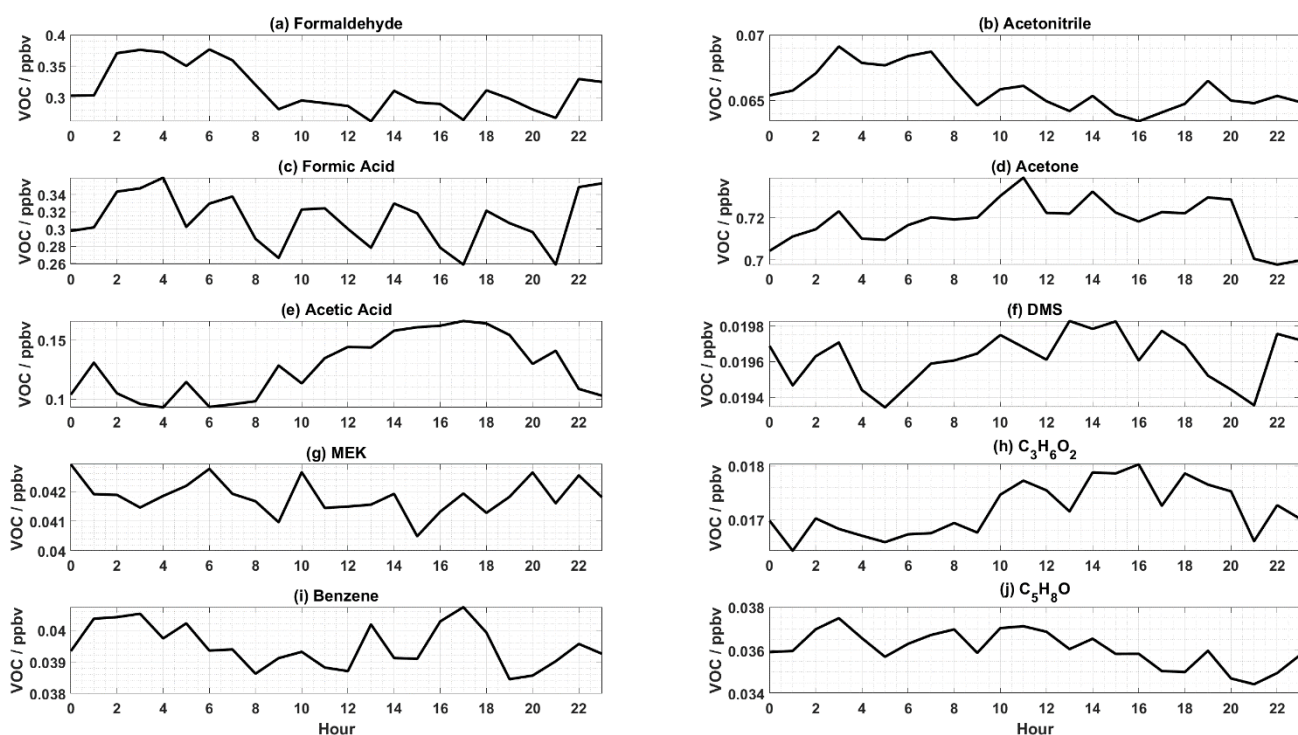 (a) Formaldehyde
VOC / ppbv
0.4
0.35
0.3
0 2 4 6 8 10 12 14 16 18 20 22
(b) Acetonitrile
VOC / ppbv
0.07
0.065
0 2 4 6 8 10 12 14 16 18 20 22
(c) Formic Acid
VOC / ppbv
0.34
0.32
0.3
0.28
0.26
0 2 4 6 8 10 12 14 16 18 20 22
(d) Acetone
VOC / ppbv
0.72
0.7
0 2 4 6 8 10 12 14 16 18 20 22
(e) Acetic Acid
VOC / ppbv
0.15
0.1
0 2 4 6 8 10 12 14 16 18 20 22
(f) DMS
VOC / ppbv
0.0198
0.0196
0.0194
0 2 4 6 8 10 12 14 16 18 20 22
(g) MEK
VOC / ppbv
0.042
0.041
0.04
0 2 4 6 8 10 12 14 16 18 20 22
(h) C3H6O2
VOC / ppbv
0.018
0.017
0 2 4 6 8 10 12 14 16 18 20 22
(i) Benzene
VOC / ppbv
0.04
0.039
0.038
0 2 4 6 8 10 12 14 16 18 20 22
Hour
(j) C5H8O
VOC / ppbv
0.038
0.036
0.034
0 2 4 6 8 10 12 14 16 18 20 22
Hour